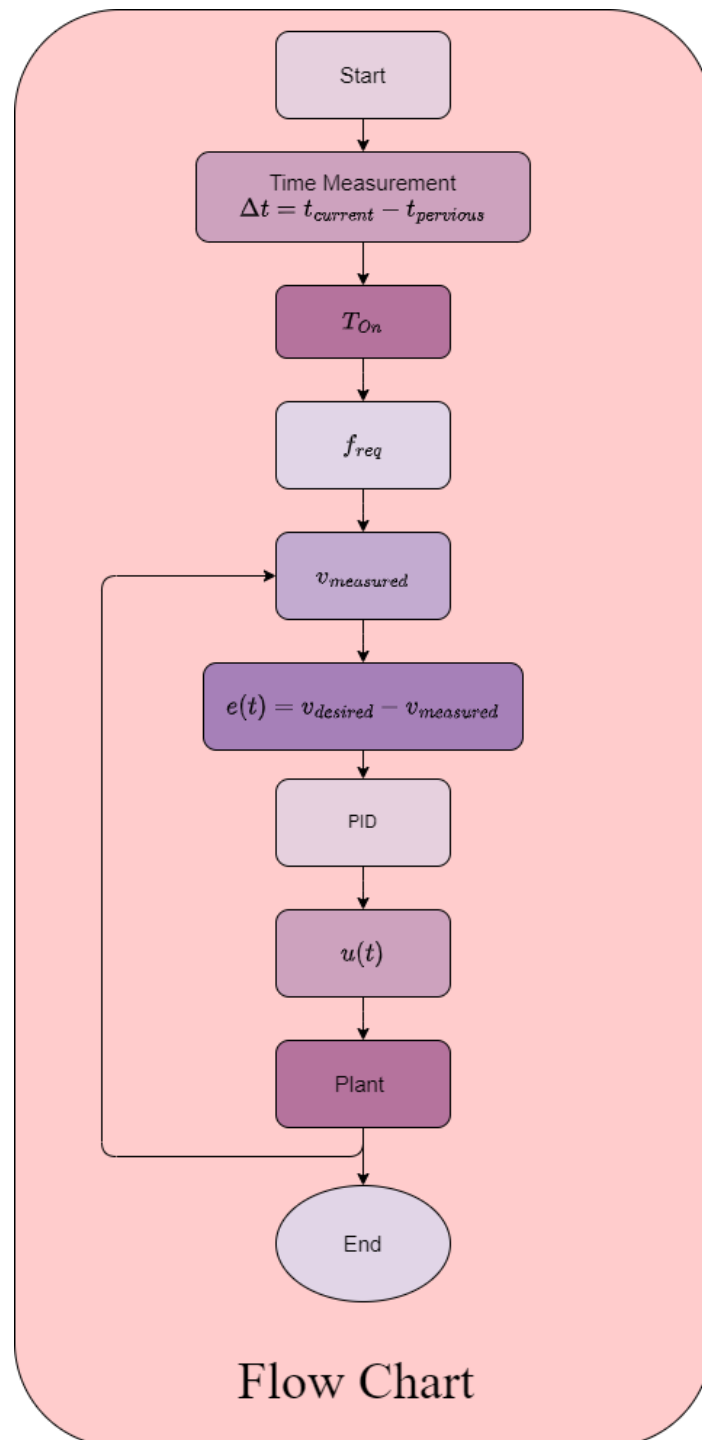 Start
Time Measurement
Δt = t_current − t_pervious
T_On
f_req
v_measured
e(t) = v_desired − v_measured
PID
u(t)
Plant
End
Flow Chart